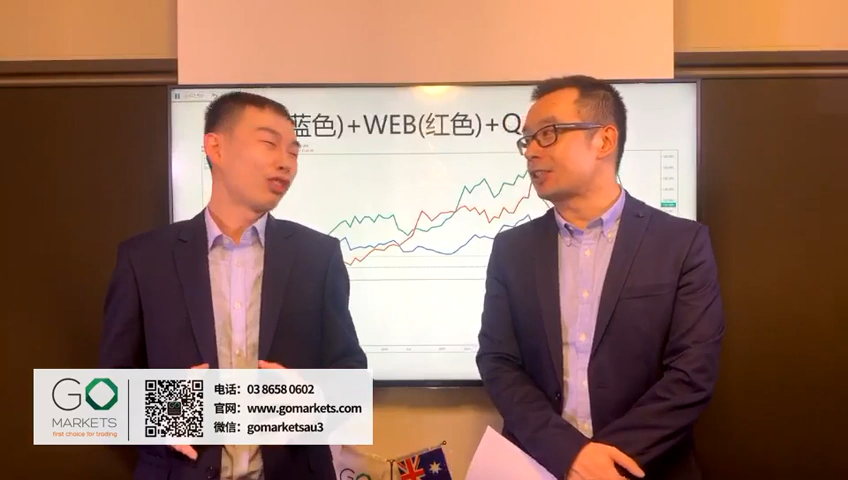 蓝色)+WEB(红色)+Q
GO
MARKETS
first choice for trading
电话：03 8658 0602
官网：www.gomarkets.com
微信：gomarketsau3
GO